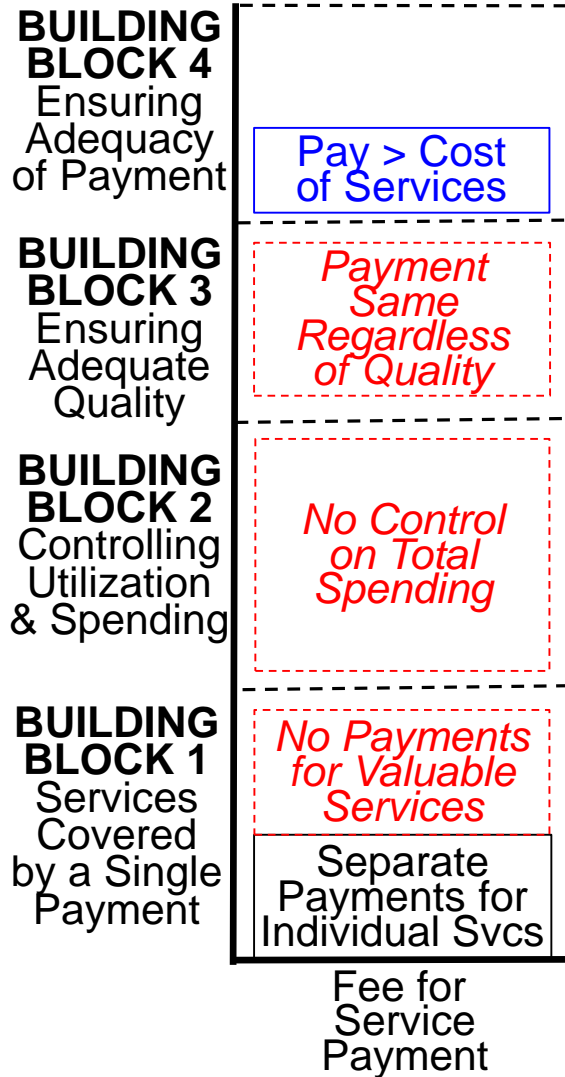 BUILDING
BLOCK 4
Ensuring
Adequacy
of Payment
Pay > Cost
of Services
BUILDING
BLOCK 3
Ensuring
Adequate
Quality
Payment
Same
Regardless
of Quality
BUILDING
BLOCK 2
Controlling
Utilization
& Spending
No Control
on Total
Spending
BUILDING
BLOCK 1
Services
Covered
by a Single
Payment
No Payments
for Valuable
Services
Separate
Payments for
Individual Svcs
Fee for
Service
Payment